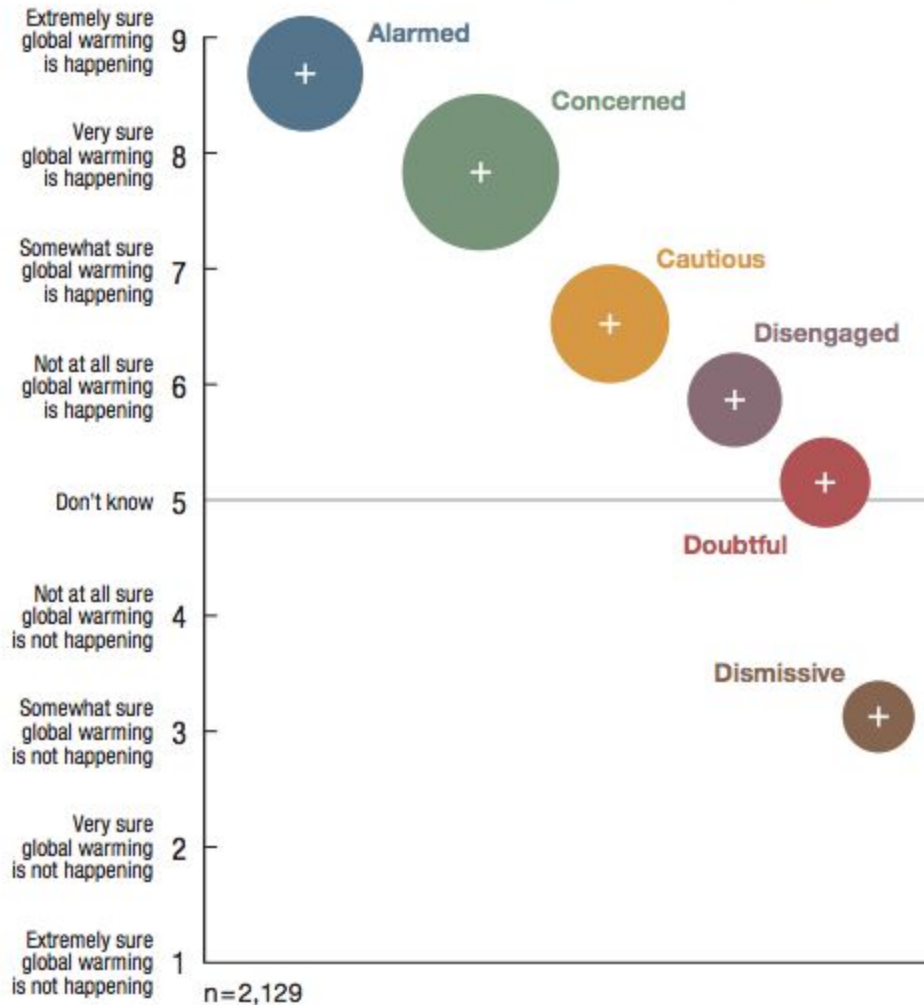 Extremely sure
global warming
is happening
9
Alarmed
Concerned
Very sure
global warming
is happening
8
Somewhat sure
global warming
is happening
7
Cautious
Disengaged
Not at all sure
global warming
is happening
6
Don't know
5
Doubtful
Not at all sure
global warming
is not happening
4
Dismissive
Somewhat sure
global warming
is not happening
3
Very sure
global warming
is not happening
2
Extremely sure
global warming
is not happening
1
n=2,129